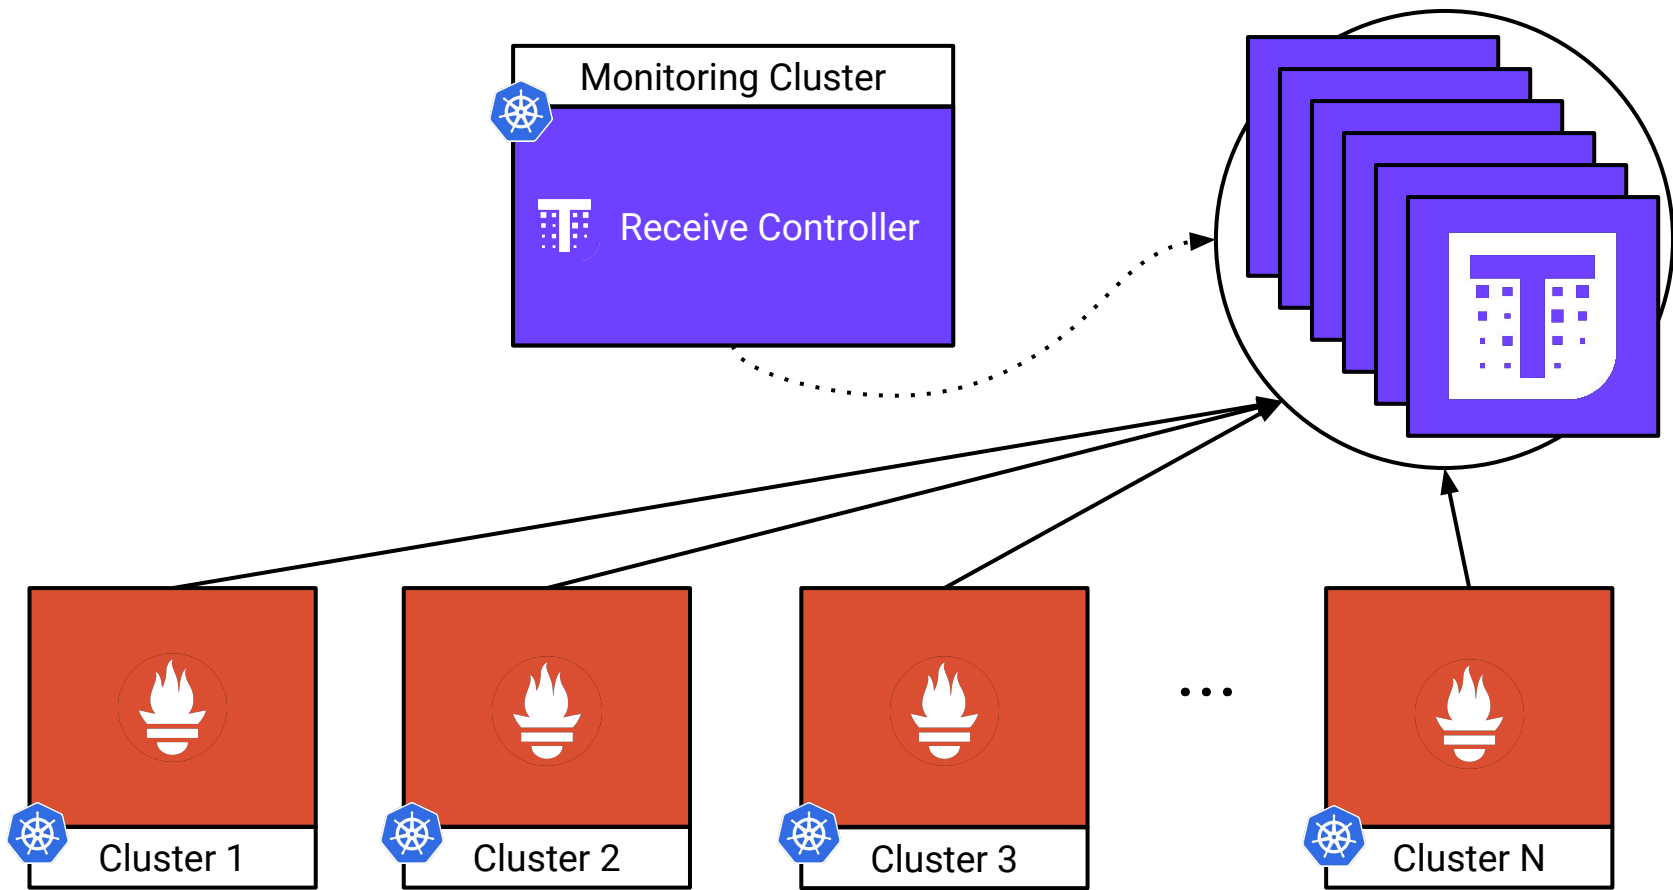 Monitoring Cluster
Receive Controller
...
Cluster 1
Cluster 2
Cluster 3
Cluster N